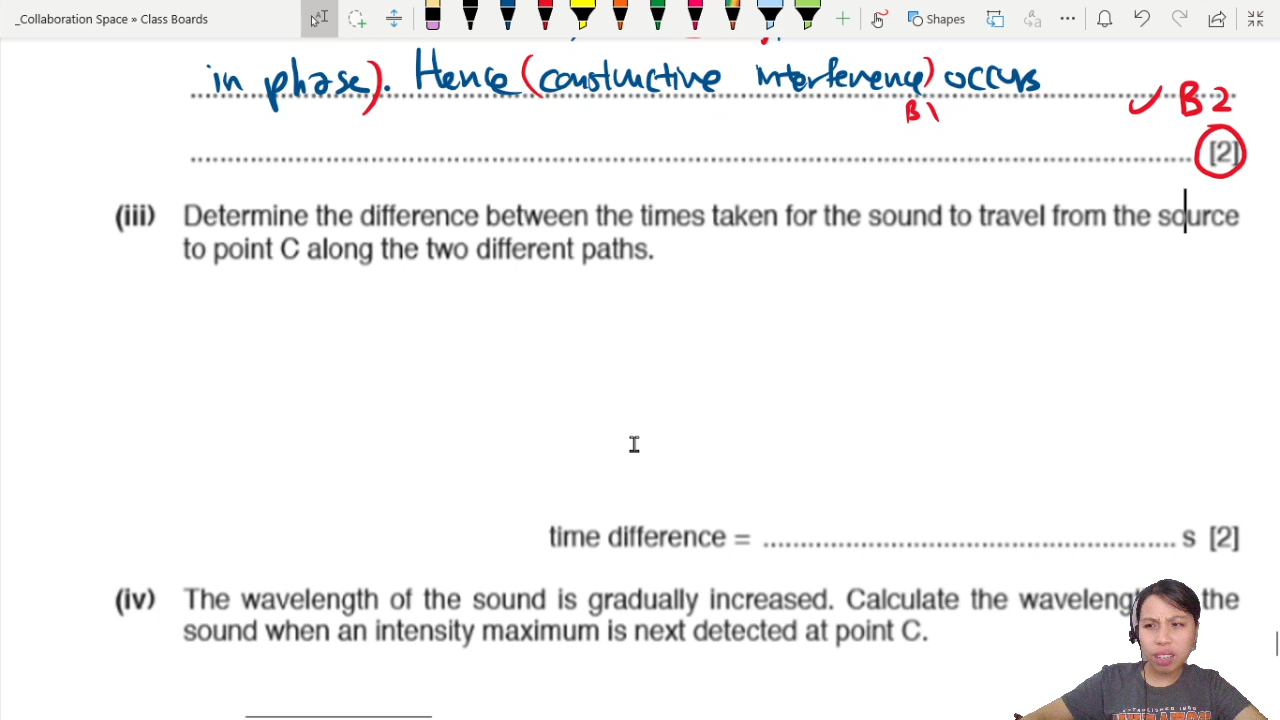 _Collaboration Space » Class Boards
Shapes
in phase). Hence (constructive interference) occurs
B1
✓ B2
[2]
(iii) Determine the difference between the times taken for the sound to travel from the source
to point C along the two different paths.
time difference = ........................................................ s [2]
(iv) The wavelength of the sound is gradually increased. Calculate the the
sound when an intensity maximum is next detected at point C.